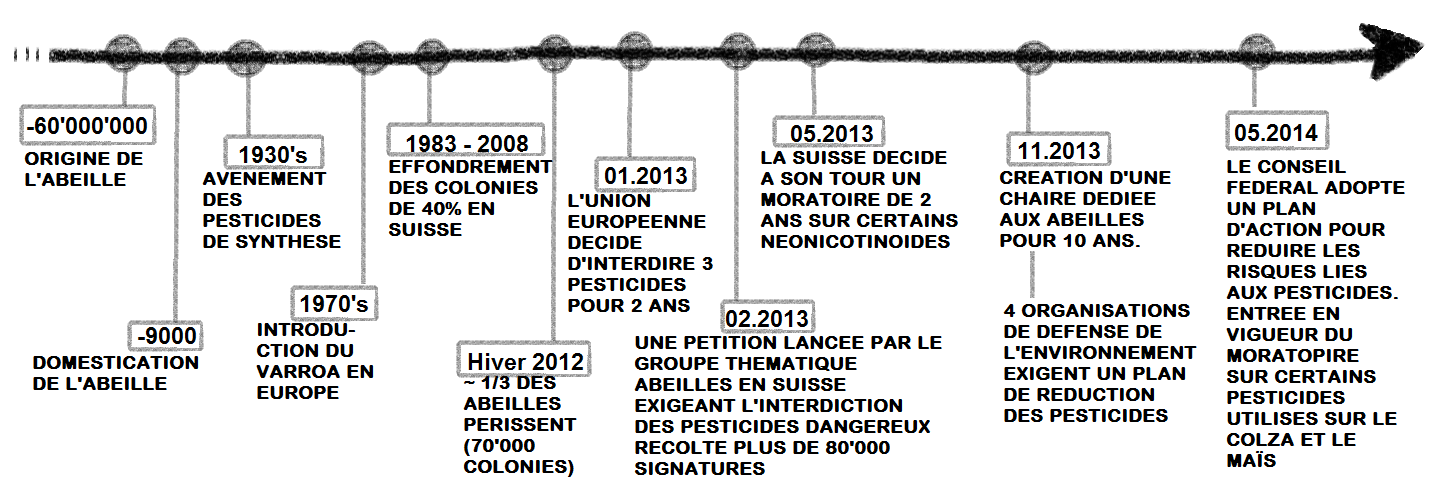 -60'000'000
ORIGINE DE
L'ABEILLE
-9000
DOMESTICATION
DE L'ABEILLE
1930's
AVENEMENT
DES
PESTICIDES
DE SYNTHESE
1970's
INTRODU-
CTION DU
VARROA EN
EUROPE
1983 - 2008
EFFONDREMENT
DES COLONIES
DE 40% EN
SUISSE
Hiver 2012
~ 1/3 DES
ABEILLES
PERISSENT
(70'000
COLONIES)
01.2013
L'UNION
EUROPEENNE
DECIDE
D'INTERDIRE 3
PESTICIDES
POUR 2 ANS
02.2013
UNE PETITION LANCEE PAR LE
GROUPE THEMATIQUE
ABEILLES EN SUISSE
EXIGEANT L'INTERDICTION
DES PESTICIDES DANGEREUX
RECOLTE PLUS DE 80'000
SIGNATURES
05.2013
LA SUISSE DECIDE
A SON TOUR UN
MORATOIRE DE 2
ANS SUR CERTAINS
NEONICOTINOIDES
11.2013
CREATION D'UNE
CHAIRE DEDIEE
AUX ABEILLES
POUR 10 ANS.
4 ORGANISATIONS
DE DEFENSE DE
L'ENVIRONNEMENT
EXIGENT UN PLAN
DE REDUCTION
DES PESTICIDES
05.2014
LE CONSEIL
FEDERAL ADOPTE
UN PLAN
D'ACTION POUR
REDUIRE LES
RISQUES LIES
AUX PESTICIDES.
ENTREE EN
VIGUEUR DU
MORATOPIRE
SUR CERTAINS
PESTICIDES
UTILISES SUR LE
COLZA ET LE
MAÏS